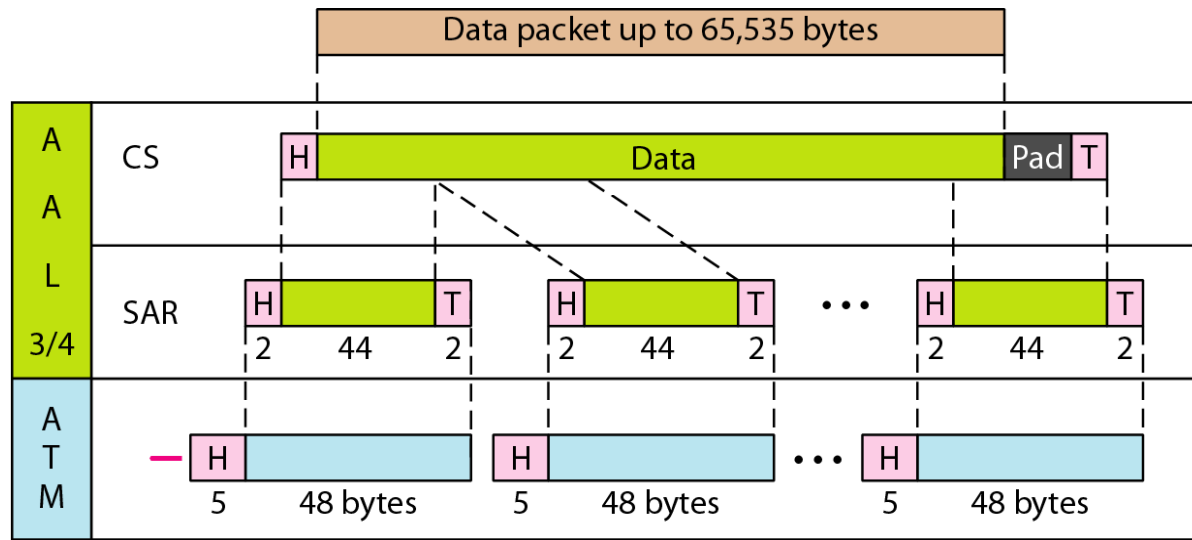 Data packet up to 65,535 bytes
A
A
L
3/4
CS
H Data Pad T
SAR
H T H T H T
2 44 2 2 44 2 2 44 2
A
T
M
H H H
5 48 bytes 5 48 bytes 5 48 bytes